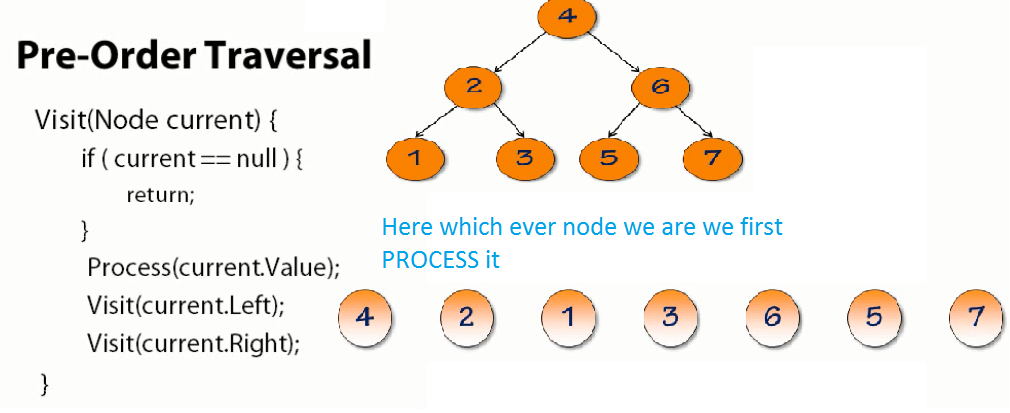 Pre-Order Traversal
Visit(Node current) {
if ( current == null ) {
return;
}
Process(current.Value);
Visit(current.Left);
Visit(current.Right);
}
4
2 6
1 3 5 7
Here which ever node we are we first
PROCESS it
4 2 1 3 6 5 7